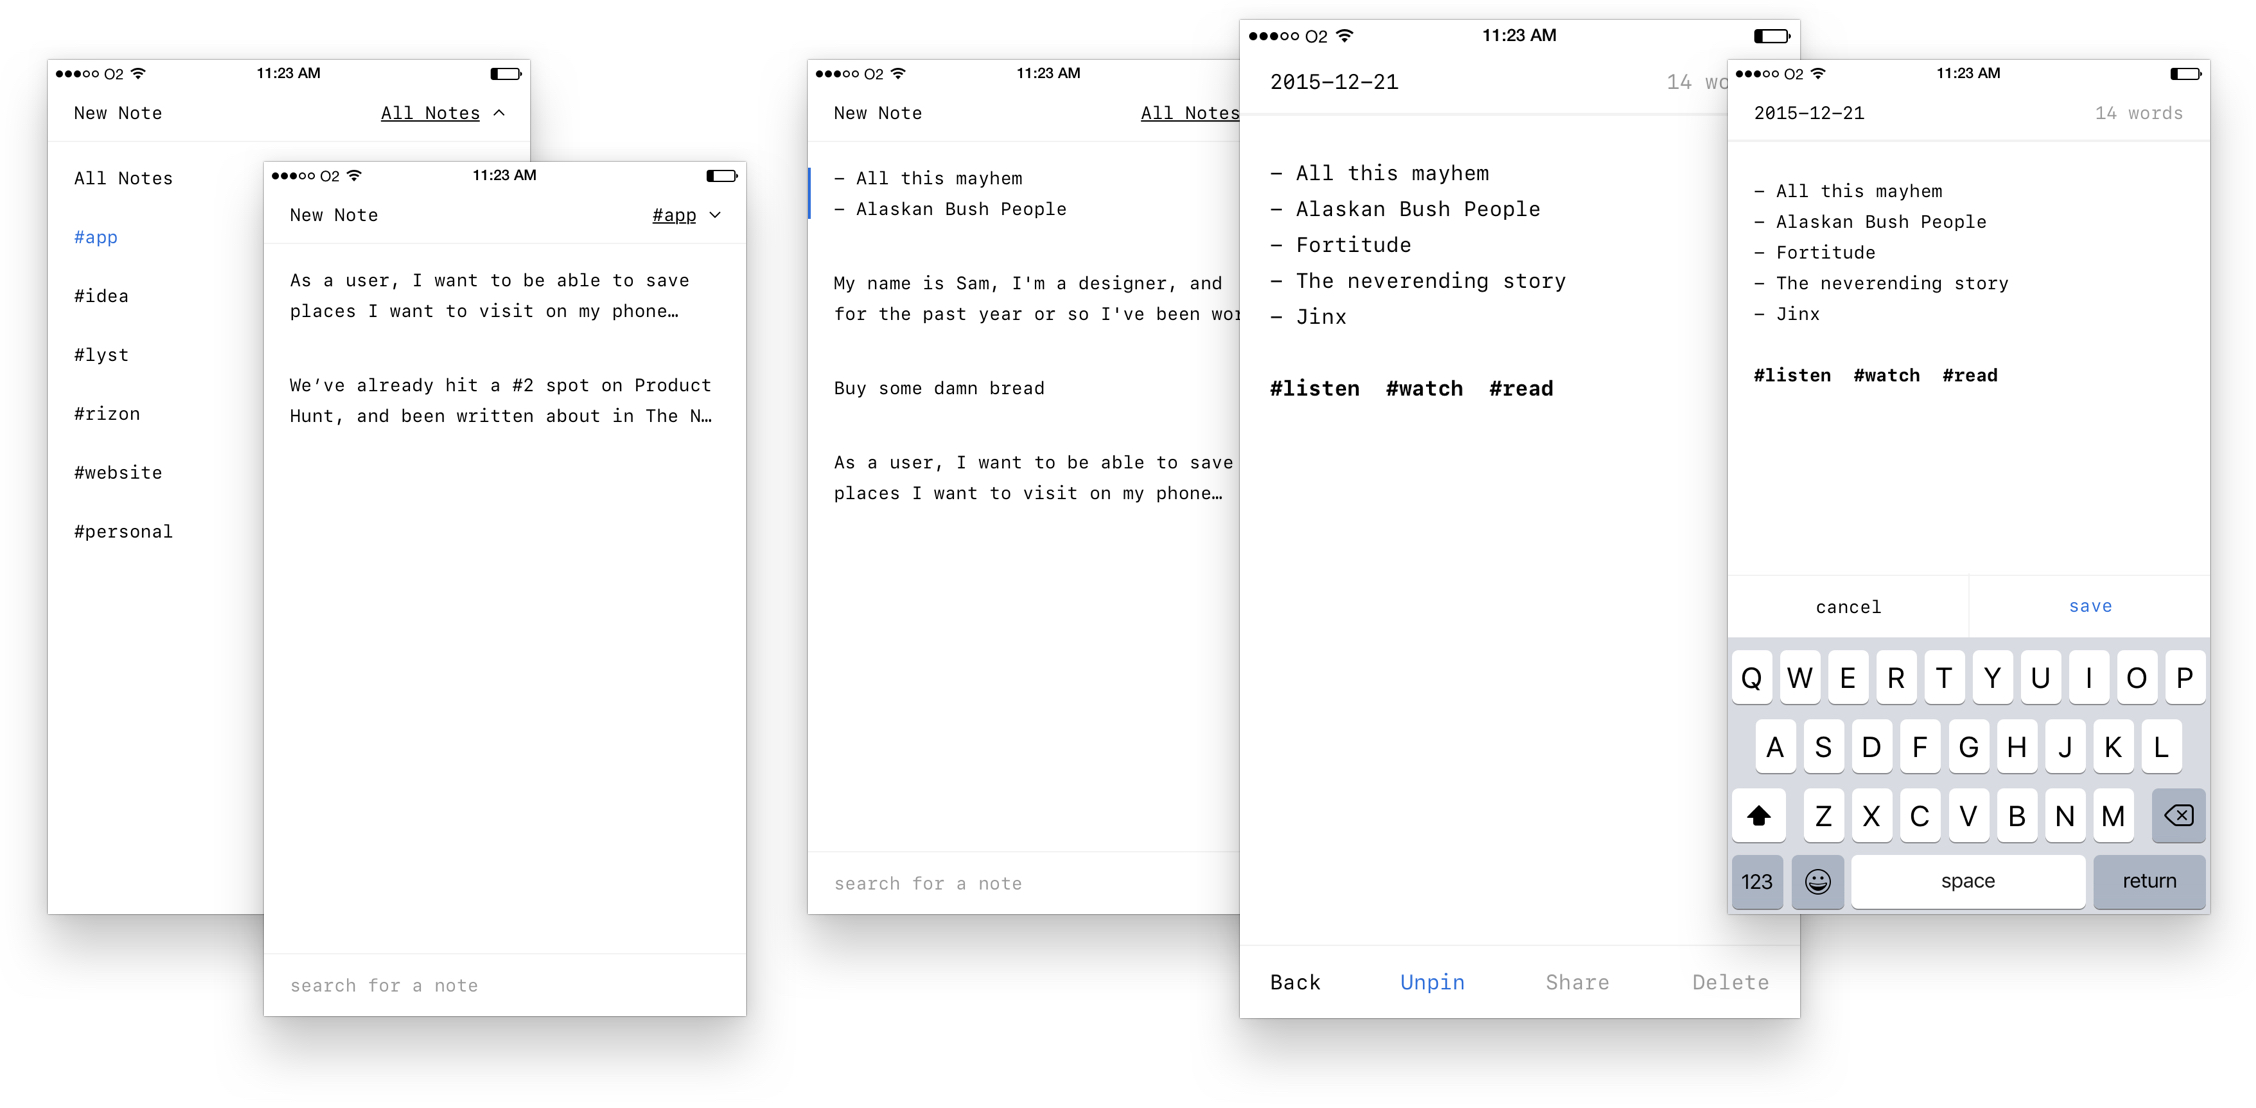 O2 11:23 AM
New Note All Notes
All Notes
#app
#idea
#lyst
#rizon
#website
#personal
O2 11:23 AM
New Note #app
As a user, I want to be able to save
places I want to visit on my phone…
We’ve already hit a #2 spot on Product
Hunt, and been written about in The N…
search for a note
O2 11:23 AM
New Note All Notes
– All this mayhem
– Alaskan Bush People
My name is Sam, I'm a designer, and
for the past year or so I've been wor
Buy some damn bread
As a user, I want to be able to save
places I want to visit on my phone…
search for a note
O2 11:23 AM
2015–12–21 14 wo
– All this mayhem
– Alaskan Bush People
– Fortitude
– The neverending story
– Jinx
#listen #watch #read
Back Unpin Share Delete
O2 11:23 AM
2015–12–21 14 words
– All this mayhem
– Alaskan Bush People
– Fortitude
– The neverending story
– Jinx
#listen #watch #read
cancel save
Q W E R T Y U I O P
A S D F G H J K L
Z X C V B N M
123 space return